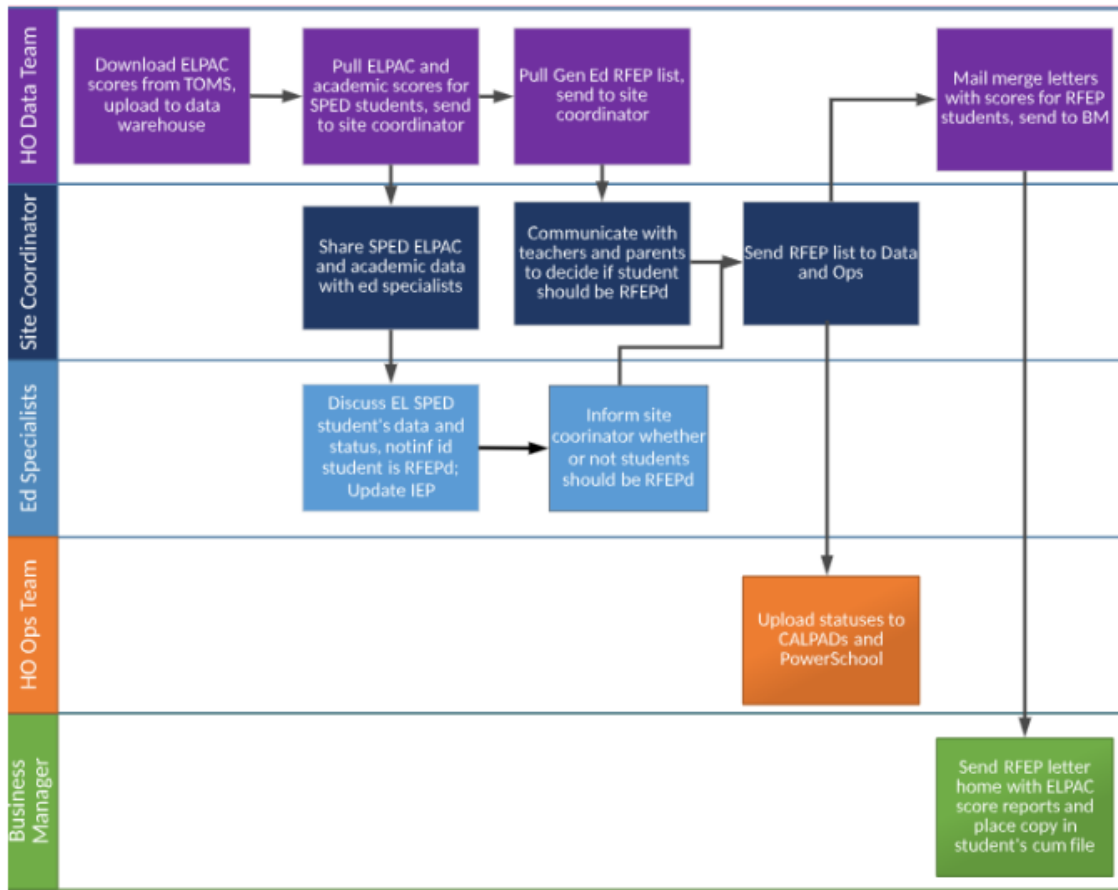 HO Data Team
Download ELPAC
scores from TOMS,
upload to data
warehouse
Pull ELPAC and
academic scores for
SPED students, send
to site coordinator
Pull Gen Ed RFEP list,
send to site
coordinator
Mail merge letters
with scores for RFEP
students, send to BM
Site Coordinator
Share SPED ELPAC
and academic data
with ed specialists
Communicate with
teachers and parents
to decide if student
should be RFEPd
Send RFEP list to Data
and Ops
Ed Specialists
Discuss EL SPED
student's data and
status, notinf id
student is RFEPd;
Update IEP
Inform site
coorinator whether
or not students
should be RFEPd
HO Ops Team
Upload statuses to
CALPADs and
PowerSchool
Business
Manager
Send RFEP letter
home with ELPAC
score reports and
place copy in
student's cum file